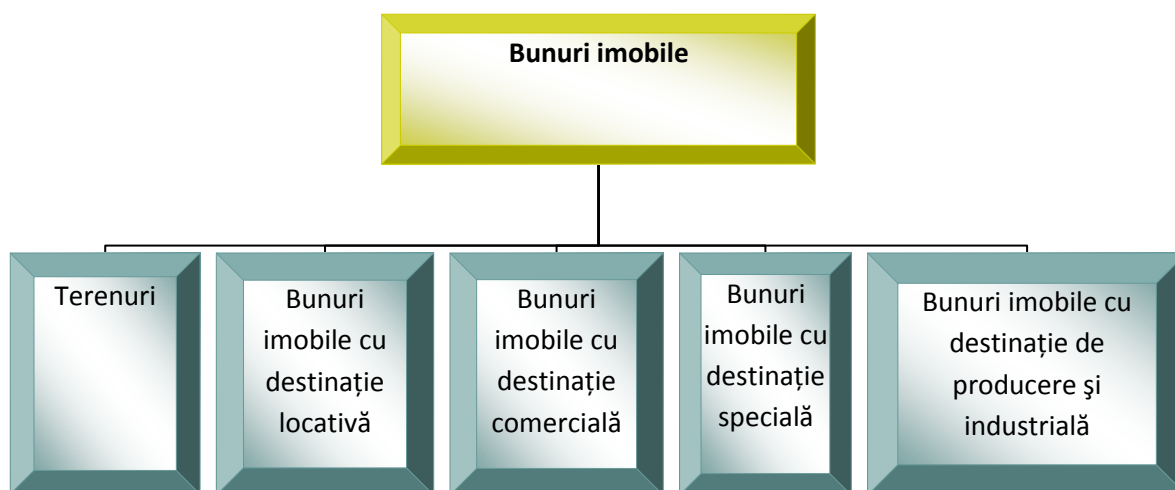 Bunuri imobile
Terenuri
Bunuri
imobile cu
destinație
locativă
Bunuri
imobile cu
destinație
comercială
Bunuri
imobile cu
destinație
specială
Bunuri imobile cu
destinație de
producere şi
industrială